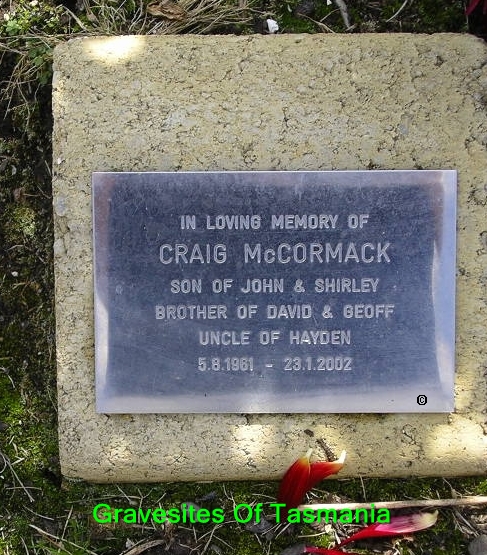 IN LOVING MEMORY OF
CRAIG McCORMACK
SON OF JOHN & SHIRLEY
BROTHER OF DAVID & GEOFF
UNCLE OF HAYDEN
5.8.1961 - 23.1.2002
©
Gravesites Of Tasmania